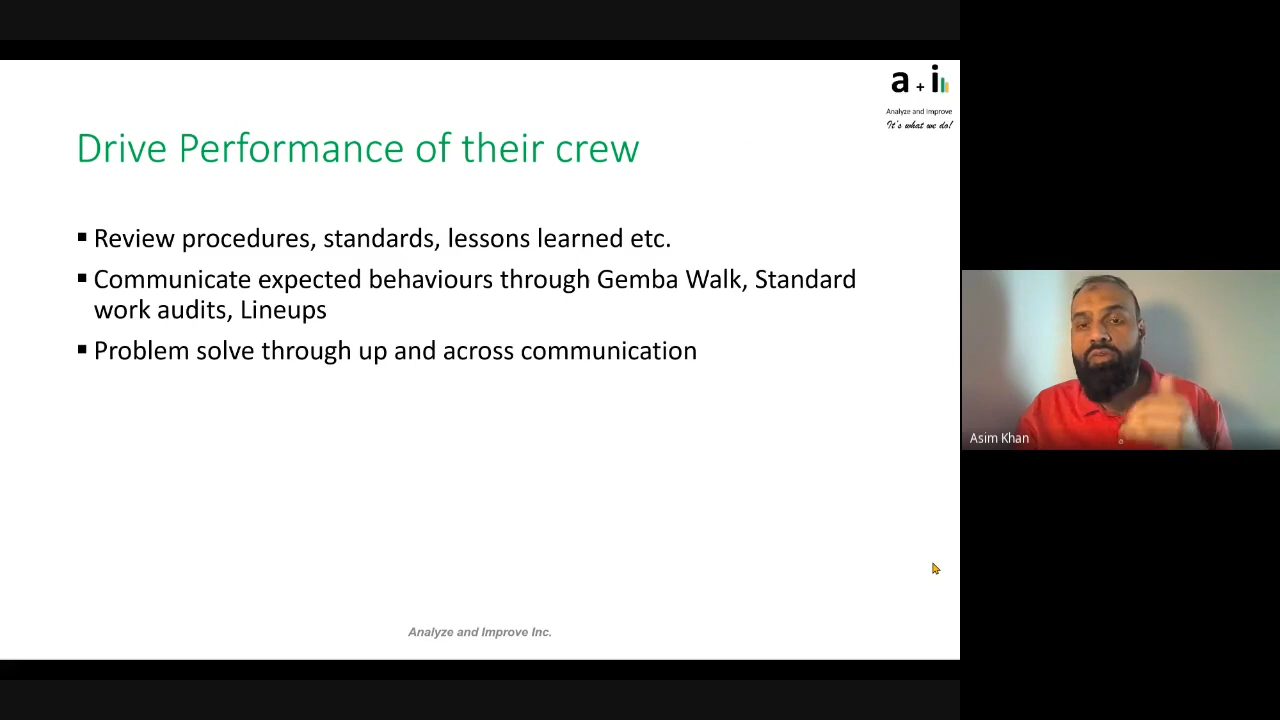 a + i
Analyze and Improve
It's what we do!
Drive Performance of their crew
▪ Review procedures, standards, lessons learned etc.
▪ Communicate expected behaviours through Gemba Walk, Standard
work audits, Lineups
▪ Problem solve through up and across communication
Asim Khan
Analyze and Improve Inc.